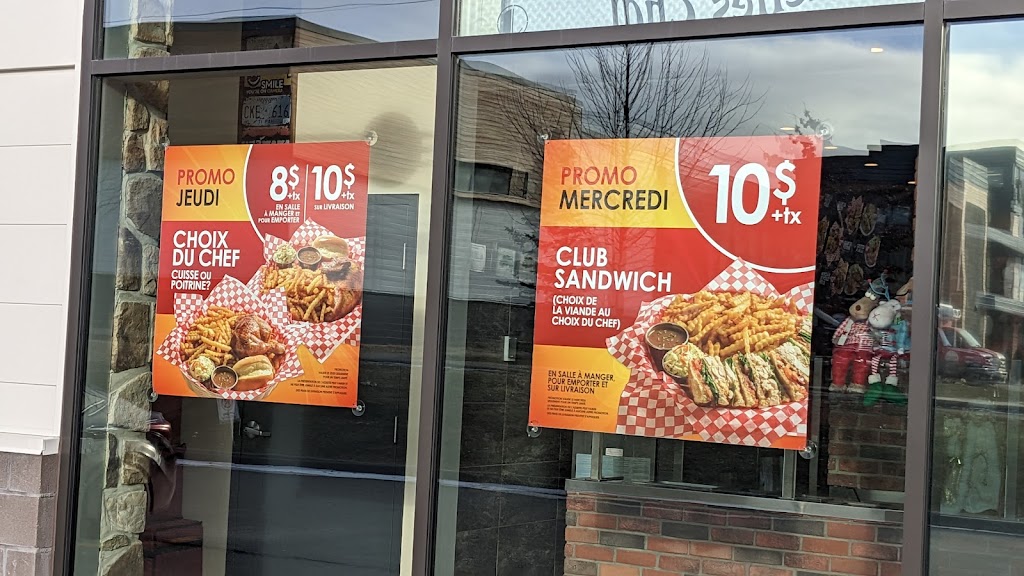 SMILE
PROMO
JEUDI
8$
+tx
EN SALLE
À MANGER ET
POUR EMPORTER
10$
+tx
SUR LIVRAISON
CHOIX
DU CHEF
CUISSE OU
POITRINE?
PROMO
MERCREDI
10$
+tx
CLUB
SANDWICH
(CHOIX DE
LA VIANDE AU
CHOIX DU CHEF)
EN SALLE À MANGER,
POUR EMPORTER ET
SUR LIVRAISON